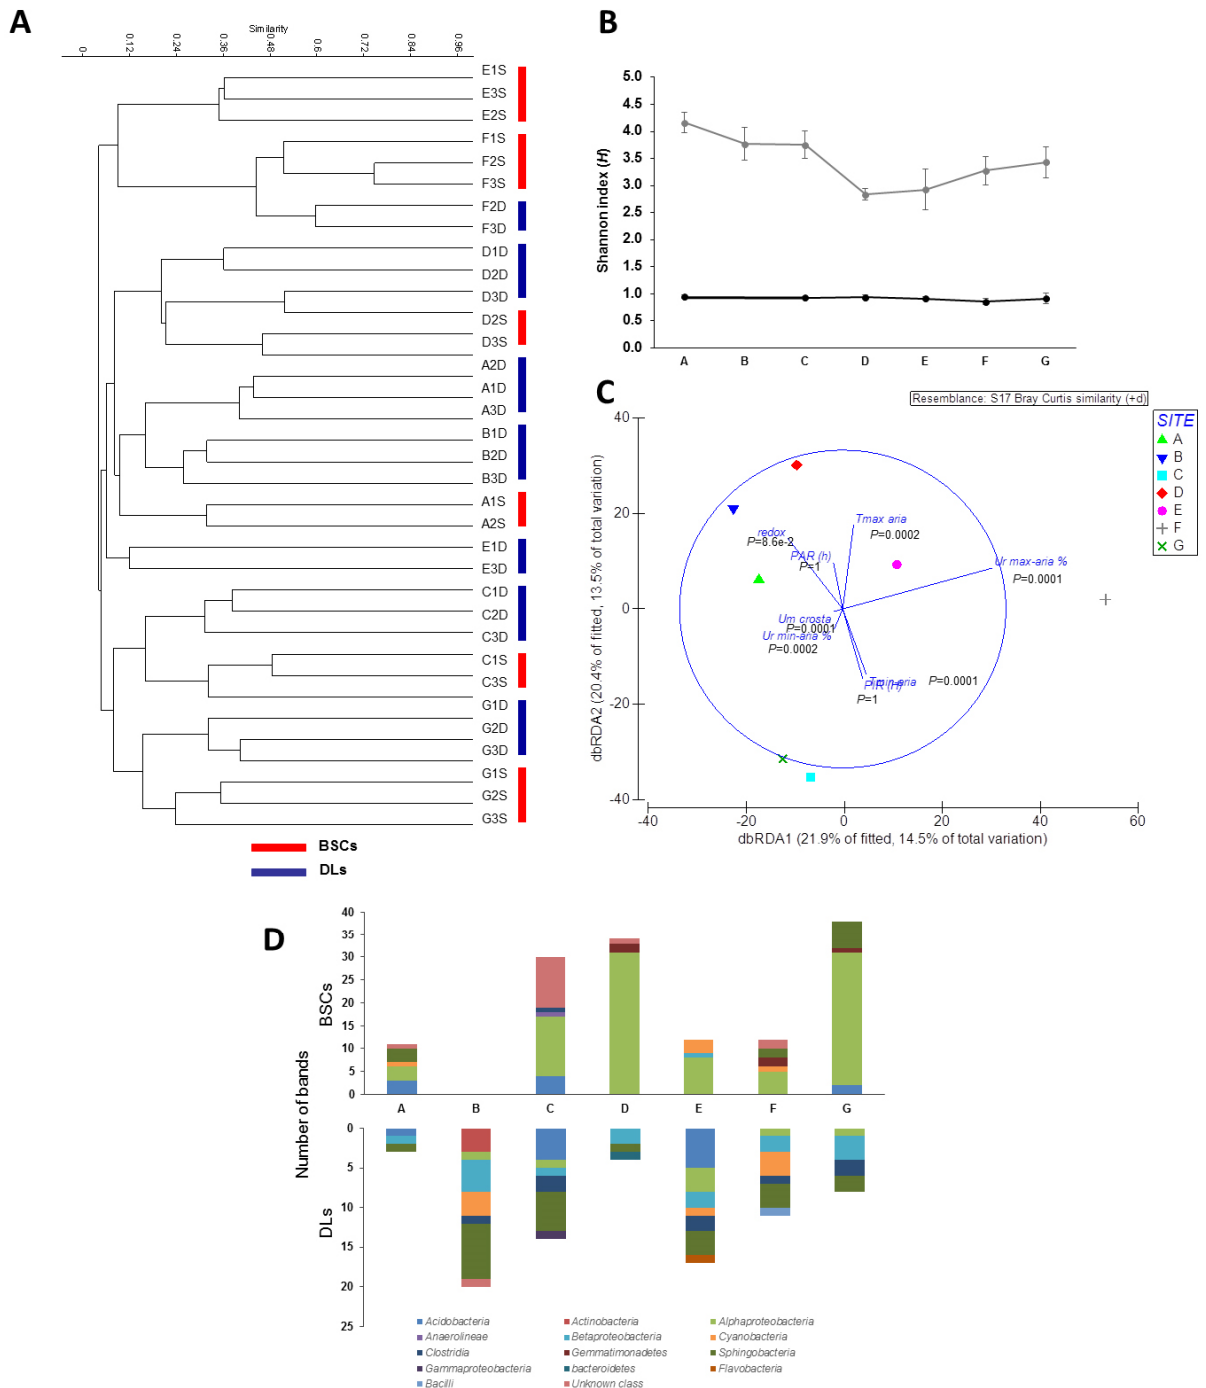 A
Similarity
0 0.12 0.24 0.36 0.48 0.6 0.72 0.84 0.96
E1S
E3S
E2S
F1S
F2S
F3S
F2D
F3D
D1D
D2D
D3D
D2S
D3S
A2D
A1D
A3D
B1D
B2D
B3D
A1S
A2S
E1D
E3D
C1D
C2D
C3D
C1S
C3S
G1D
G2D
G3D
G1S
G2S
G3S
BSCs
DLs
B
Shannon index (H)
5.0
4.5
4.0
3.5
3.0
2.5
2.0
1.5
1.0
0.5
0.0
A B C D E F G
C
Resemblance: S17 Bray Curtis similarity (+d)
SITE
A
B
C
D
E
F
G
dbRDA2 (20.4% of fitted, 13.5% of total variation)
40
20
0
-20
-40
Tmax aria
P=0.0002
redox
P=8.6e-2
PAR (h)
P=1
Ur max-aria %
P=0.0001
Um crosta
P=0.0001
Ur min-aria %
P=0.0002
Tmin-aria
P=0.0001
PIR (H)
P=1
-40 -20 0 20 40 60
dbRDA1 (21.9% of fitted, 14.5% of total variation)
D
Number of bands
BSCs
40
35
30
25
20
15
10
5
0
A B C D E F G
DLs
0
5
10
15
20
25
Acidobacteria Actinobacteria Alphaproteobacteria
Anaerolineae Betaproteobacteria Cyanobacteria
Clostridia Gemmatimonadetes Sphingobacteria
Gammaproteobacteria bacteroidetes Flavobacteria
Bacilli Unknown class